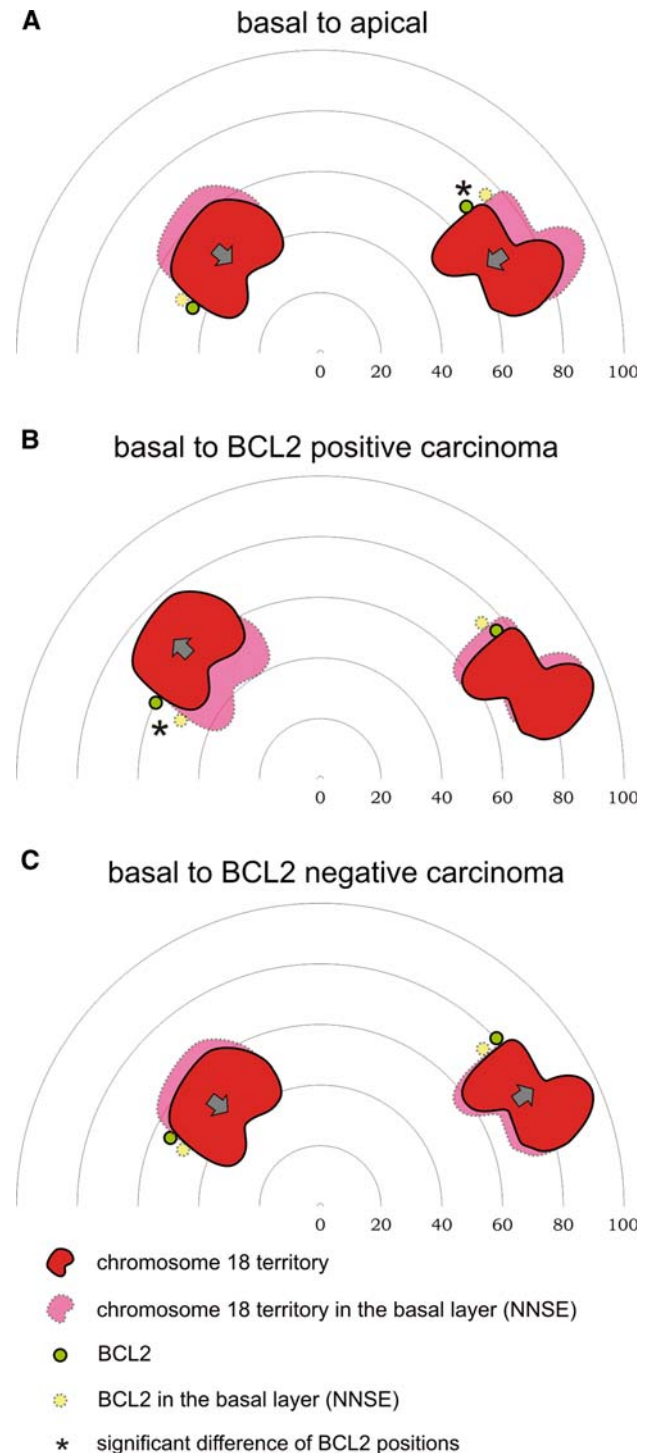 A
basal to apical
*
0 20 40 60 80 100
B
basal to BCL2 positive carcinoma
*
0 20 40 60 80 100
C
basal to BCL2 negative carcinoma
0 20 40 60 80 100
chromosome 18 territory
chromosome 18 territory in the basal layer (NNSE)
BCL2
BCL2 in the basal layer (NNSE)
* significant difference of BCL2 positions